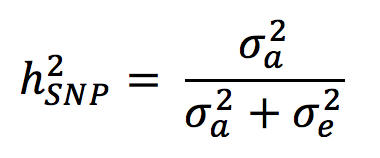 h²_SNP = σ²_a / (σ²_a + σ²_e)